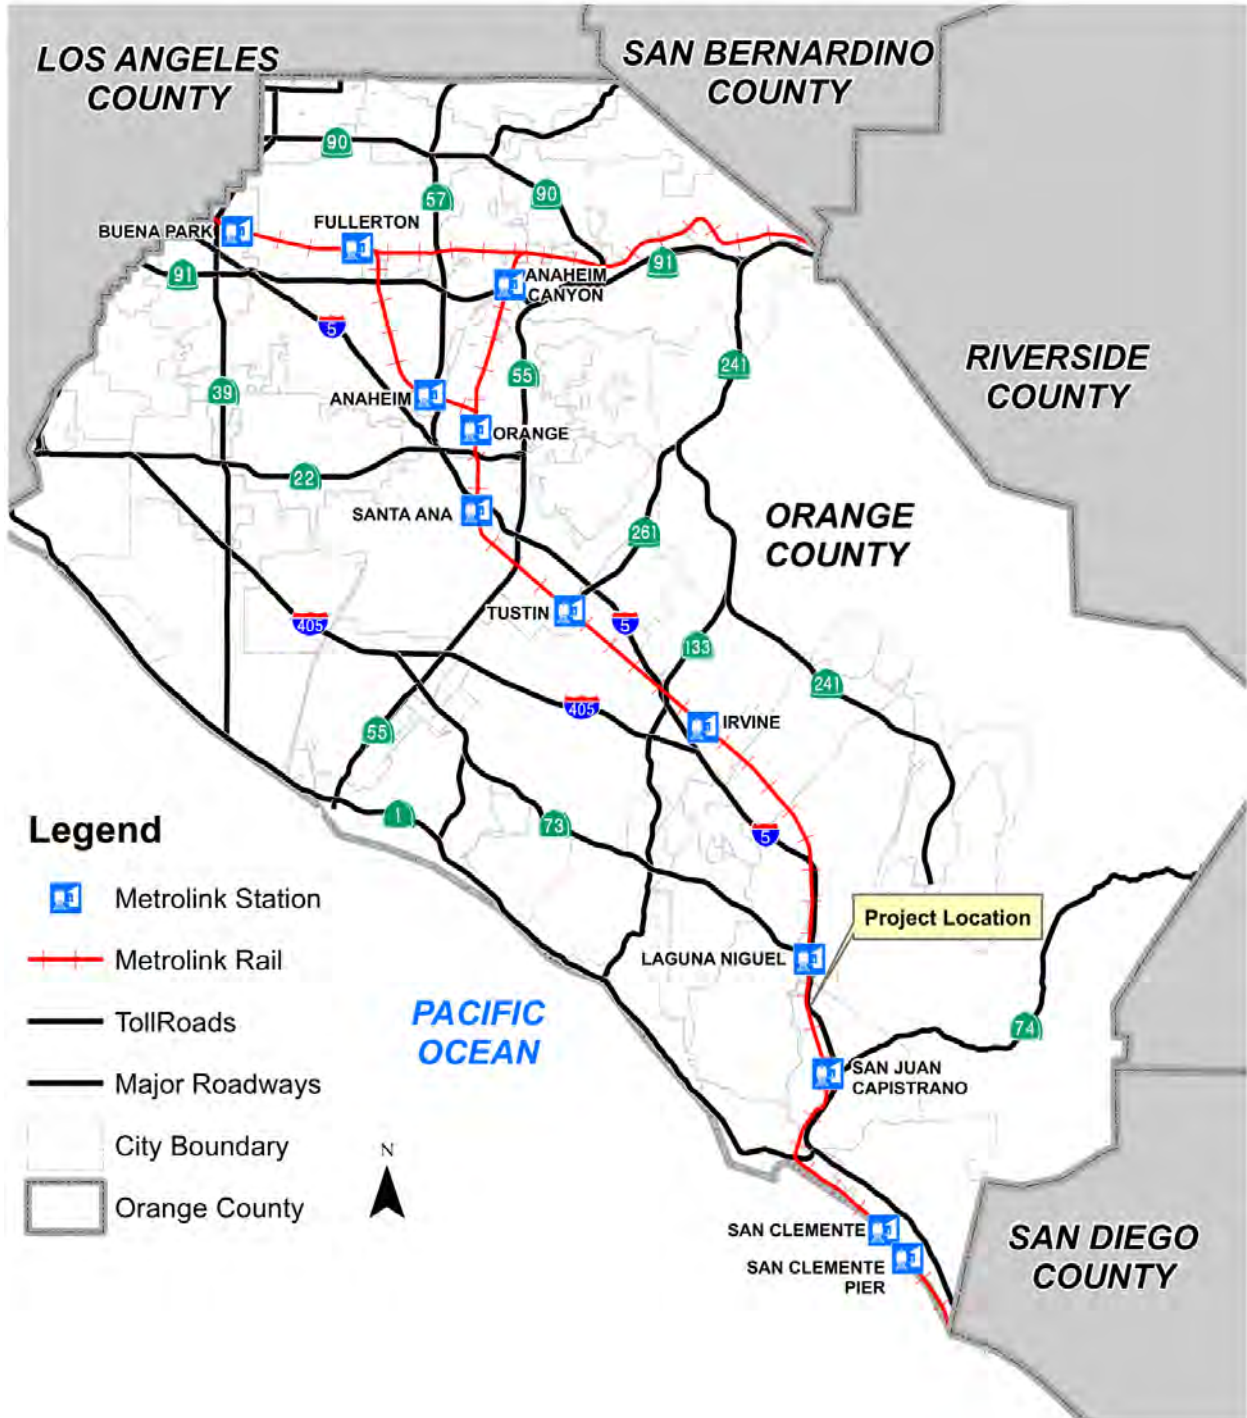 LOS ANGELES
COUNTY
SAN BERNARDINO
COUNTY
90
57
90
BUENA PARK
FULLERTON
91
ANAHEIM
CANYON
91
5
RIVERSIDE
COUNTY
241
55
39
ANAHEIM
ORANGE
22
SANTA ANA
ORANGE
COUNTY
261
TUSTIN
405
5
133
241
405
IRVINE
55
1
73
5
Legend
Metrolink Station
Metrolink Rail
TollRoads
Major Roadways
City Boundary
Orange County
N
Project Location
LAGUNA NIGUEL
PACIFIC
OCEAN
74
SAN JUAN
CAPISTRANO
SAN CLEMENTE
SAN CLEMENTE
PIER
SAN DIEGO
COUNTY